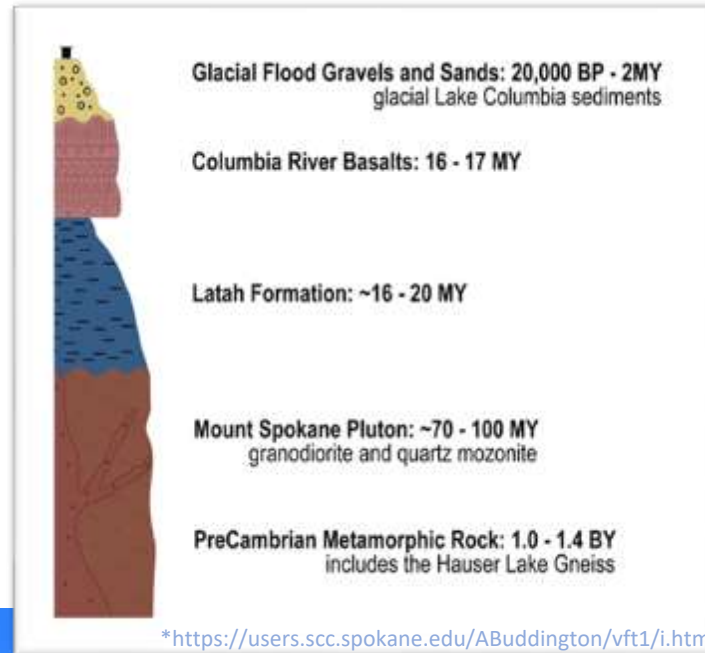 Glacial Flood Gravels and Sands: 20,000 BP - 2MY
glacial Lake Columbia sediments
Columbia River Basalts: 16 - 17 MY
Latah Formation: ~16 - 20 MY
Mount Spokane Pluton: ~70 - 100 MY
granodiorite and quartz mozonite
PreCambrian Metamorphic Rock: 1.0 - 1.4 BY
includes the Hauser Lake Gneiss
*https://users.scc.spokane.edu/ABuddington/vft1/i.htm